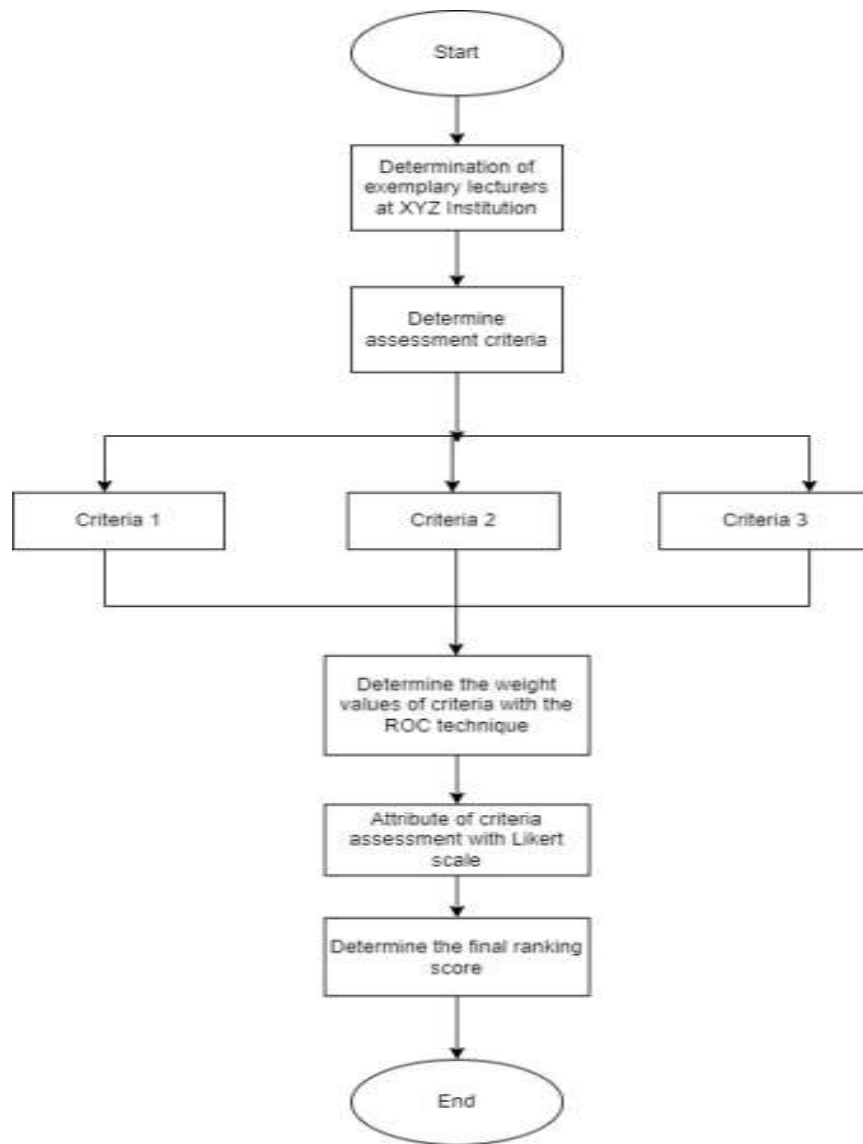 Start
Determination of
exemplary lecturers
at XYZ Institution
Determine
assessment criteria
Criteria 1
Criteria 2
Criteria 3
Determine the weight
values of criteria with the
ROC technique
Attribute of criteria
assessment with Likert
scale
Determine the final ranking
score
End